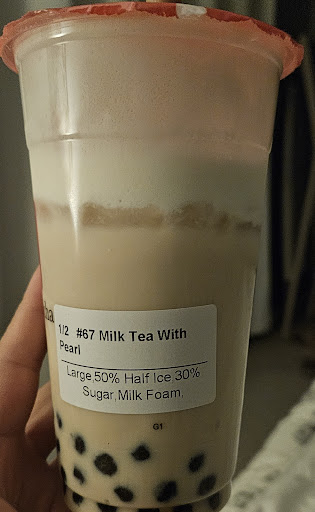 1/2 #67 Milk Tea With
Pearl
Large,50% Half Ice,30%
Sugar,Milk Foam,
G1